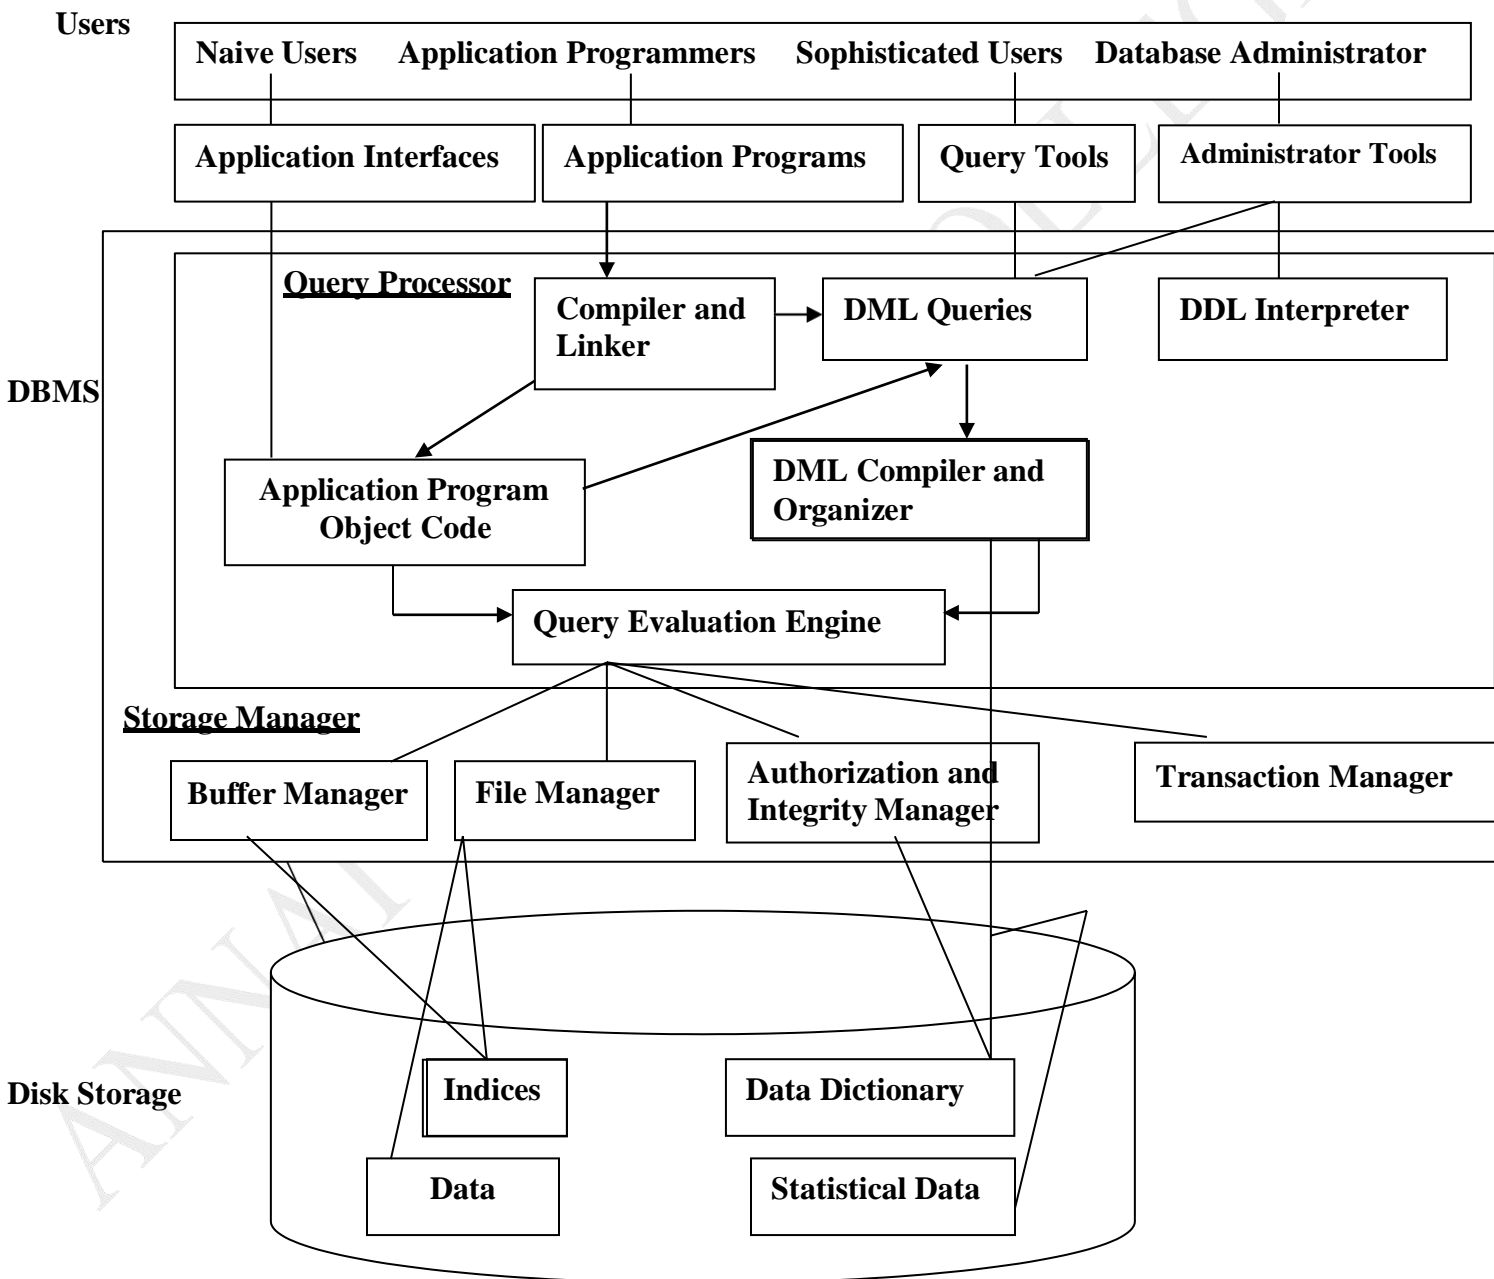 Users
Naive Users Application Programmers Sophisticated Users Database Administrator
Application Interfaces
Application Programs
Query Tools
Administrator Tools
Query Processor
Compiler and
Linker
DML Queries
DDL Interpreter
DBMS
Application Program
Object Code
DML Compiler and
Organizer
Query Evaluation Engine
Storage Manager
Buffer Manager
File Manager
Authorization and
Integrity Manager
Transaction Manager
Disk Storage
Indices
Data Dictionary
Data
Statistical Data